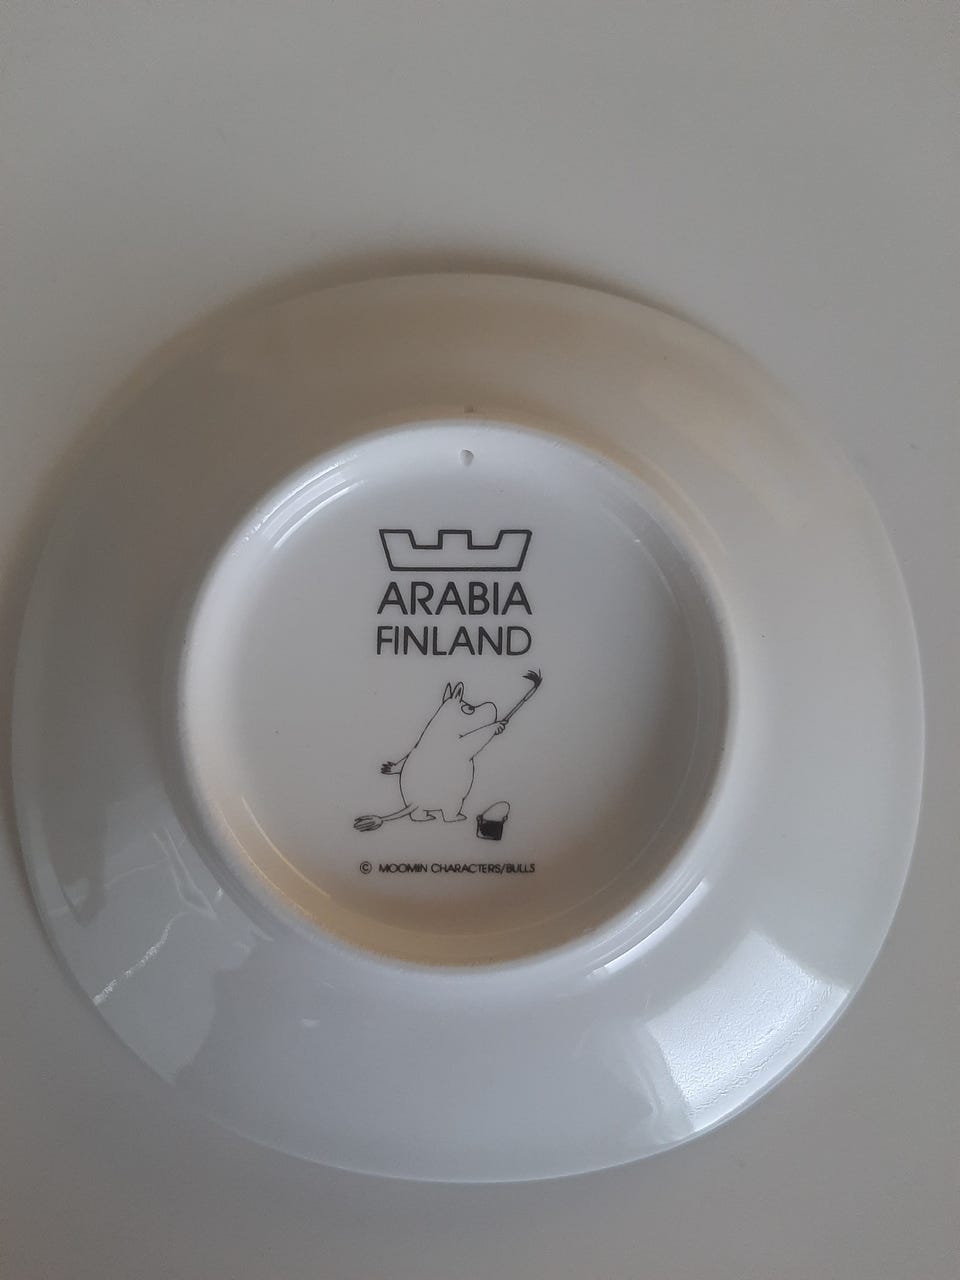 ARABIA
FINLAND
© MOOMIN CHARACTERS/BULLS